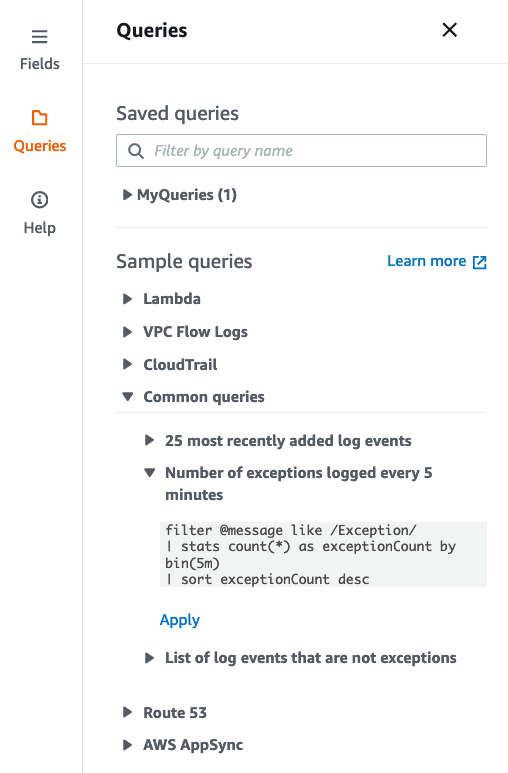 Queries
Fields
Queries
Help
Saved queries
Filter by query name
MyQueries (1)
Sample queries
Learn more
Lambda
VPC Flow Logs
CloudTrail
Common queries
25 most recently added log events
Number of exceptions logged every 5
minutes
filter @message like /Exception/
| stats count(*) as exceptionCount by
bin(5m)
| sort exceptionCount desc
Apply
List of log events that are not exceptions
Route 53
AWS AppSync